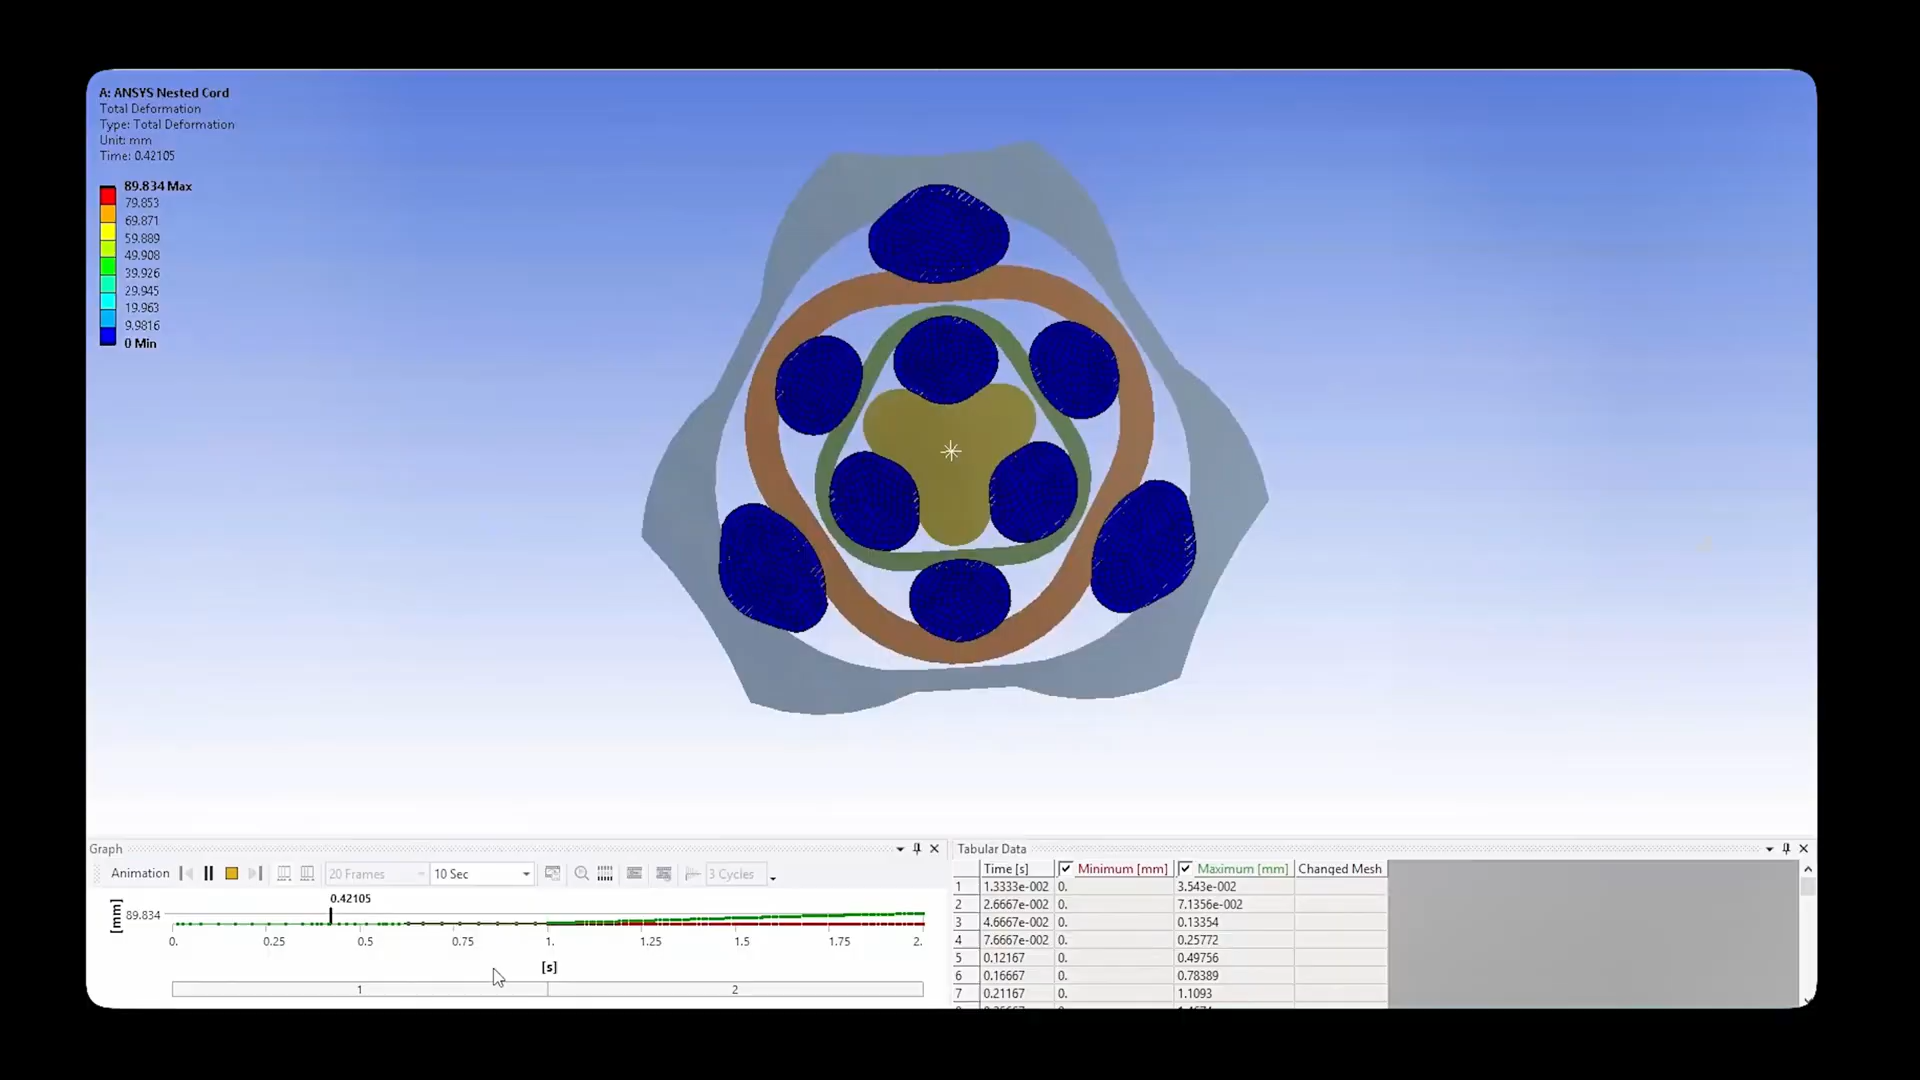 A: ANSYS Nested Cord
Total Deformation
Type: Total Deformation
Unit: mm
Time: 0.42105
89.834 Max
79.853
69.871
59.889
49.908
39.926
29.945
19.963
9.9816
0 Min
Graph
Animation
20 Frames
10 Sec
3 Cycles
0.42105
[mm]
89.834
0.
0.25
0.5
0.75
1.
1.25
1.5
1.75
2.
[s]
1
2
Tabular Data
Time [s] Minimum [mm] Maximum [mm] Changed Mesh
1 1.3333e-002 0. 3.543e-002
2 2.6667e-002 0. 7.1356e-002
3 4.6667e-002 0. 0.13354
4 7.6667e-002 0. 0.25772
5 0.12167 0. 0.49756
6 0.16667 0. 0.78389
7 0.21167 0. 1.1093